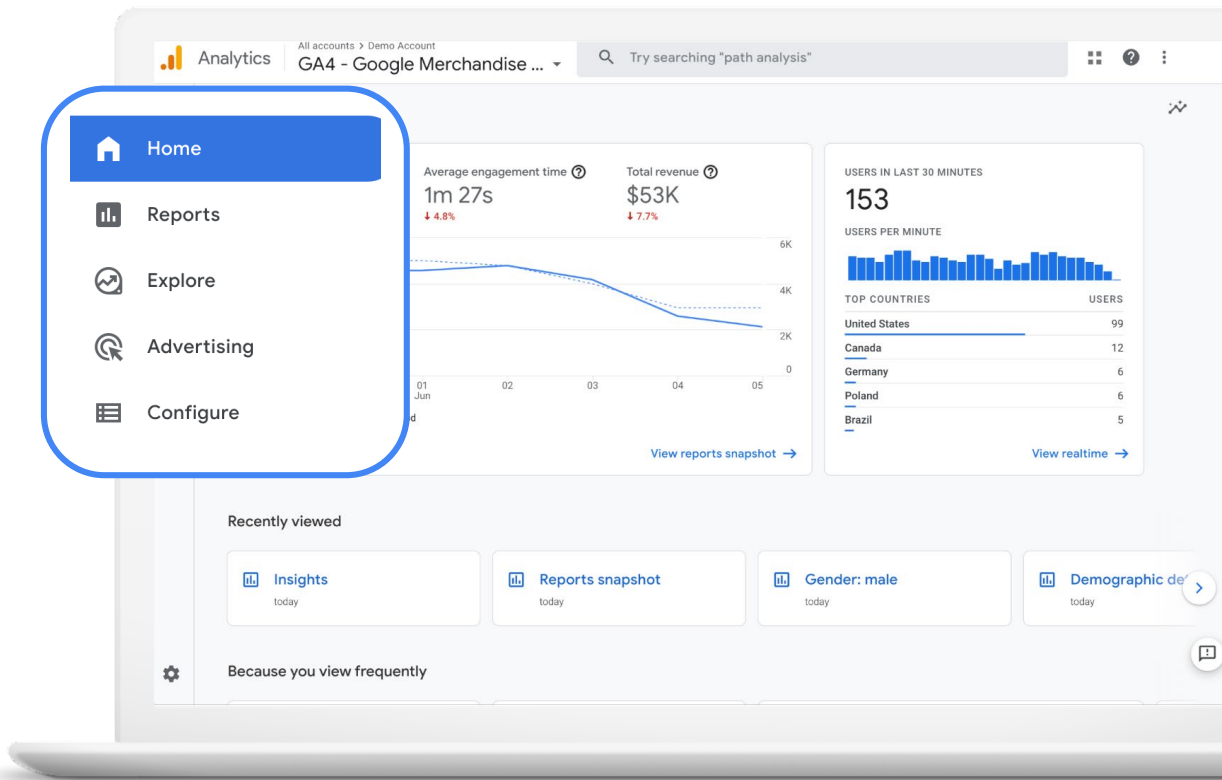 Analytics
All accounts > Demo Account
GA4 - Google Merchandise ...
Try searching "path analysis"
Home
Reports
Explore
Advertising
Configure
Average engagement time
1m 27s
↓ 4.8%
Total revenue
$53K
↓ 7.7%
6K
4K
2K
0
01
Jun
02
03
04
05
d
View reports snapshot →
USERS IN LAST 30 MINUTES
153
USERS PER MINUTE
TOP COUNTRIES USERS
United States 99
Canada 12
Germany 6
Poland 6
Brazil 5
View realtime →
Recently viewed
Insights
today
Reports snapshot
today
Gender: male
today
Demographic de
today
Because you view frequently